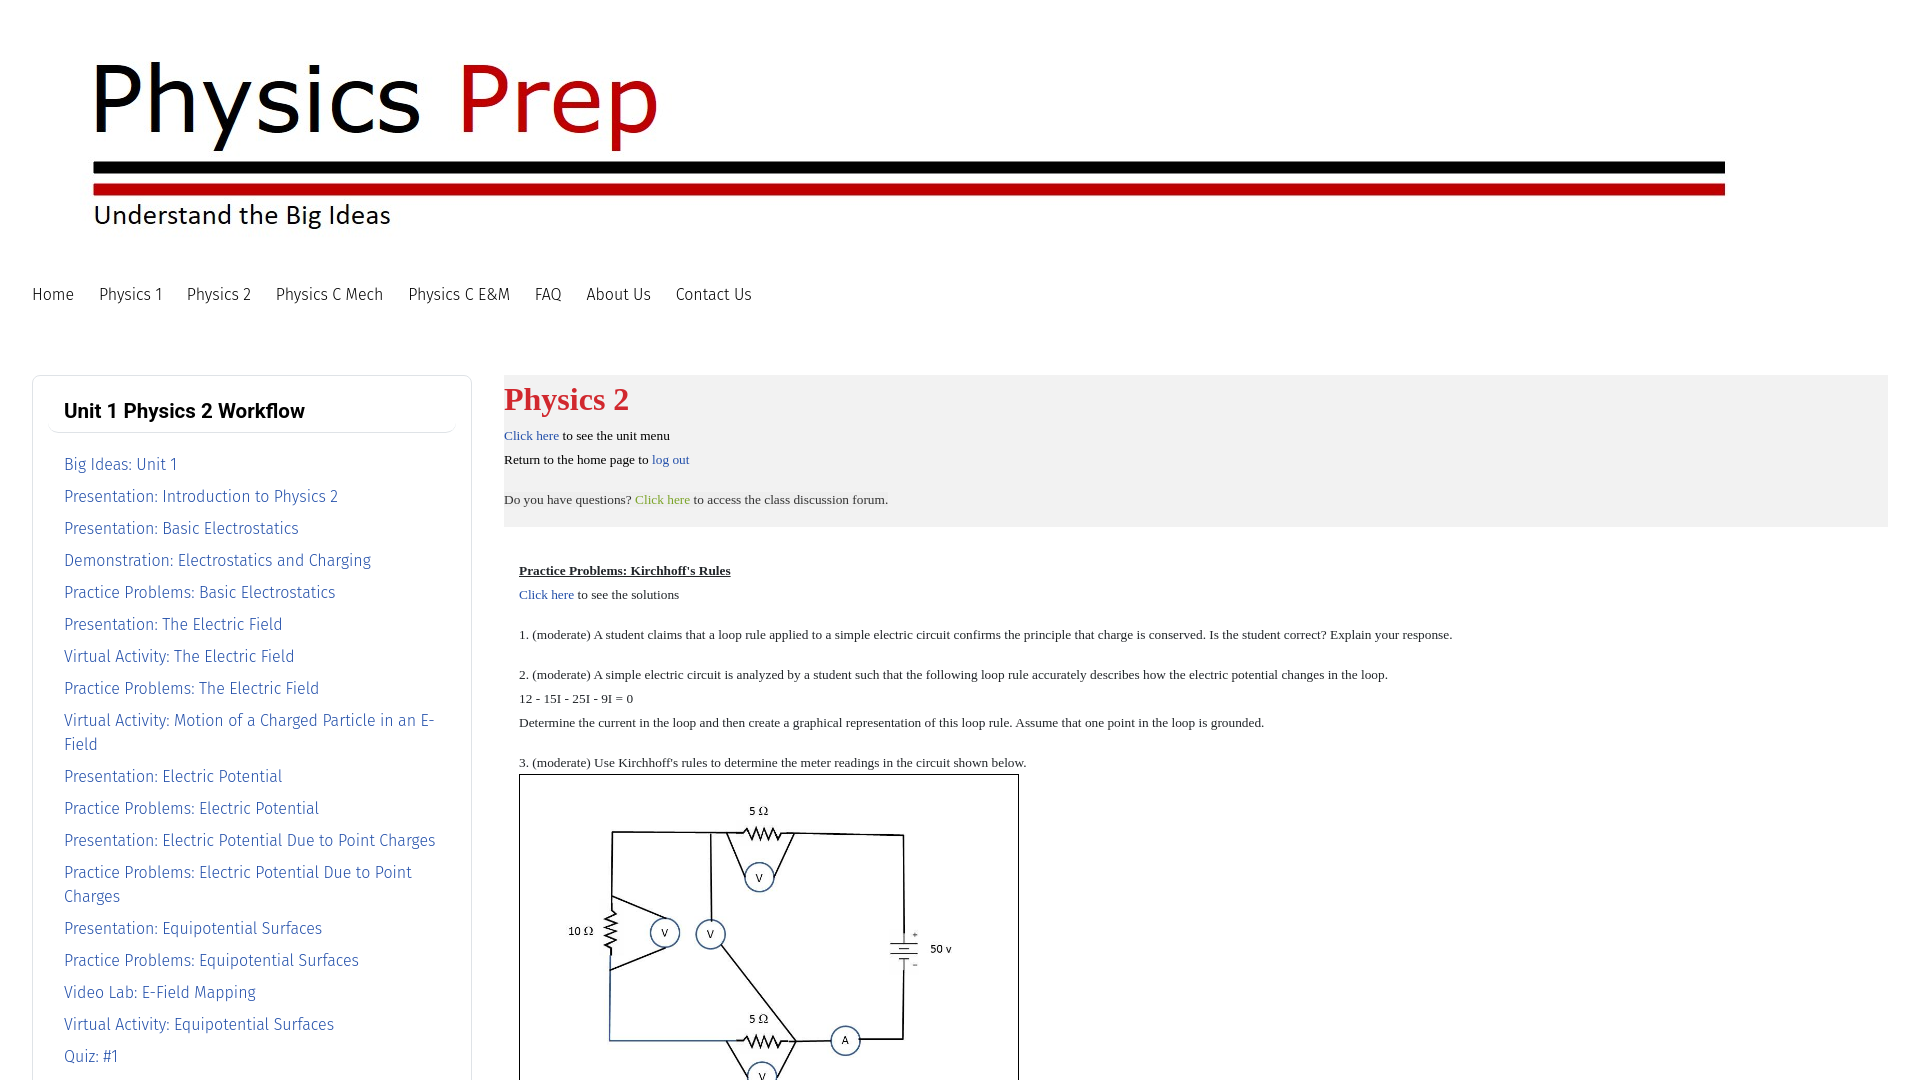 Physics Prep
Understand the Big Ideas
Home Physics 1 Physics 2 Physics C Mech Physics C E&M FAQ About Us Contact Us
Unit 1 Physics 2 Workflow
Big Ideas: Unit 1
Presentation: Introduction to Physics 2
Presentation: Basic Electrostatics
Demonstration: Electrostatics and Charging
Practice Problems: Basic Electrostatics
Presentation: The Electric Field
Virtual Activity: The Electric Field
Practice Problems: The Electric Field
Virtual Activity: Motion of a Charged Particle in an E-
Field
Presentation: Electric Potential
Practice Problems: Electric Potential
Presentation: Electric Potential Due to Point Charges
Practice Problems: Electric Potential Due to Point
Charges
Presentation: Equipotential Surfaces
Practice Problems: Equipotential Surfaces
Video Lab: E-Field Mapping
Virtual Activity: Equipotential Surfaces
Quiz: #1
Physics 2
Click here to see the unit menu
Return to the home page to log out
Do you have questions? Click here to access the class discussion forum.
Practice Problems: Kirchhoff's Rules
Click here to see the solutions
1. (moderate) A student claims that a loop rule applied to a simple electric circuit confirms the principle that charge is conserved. Is the student correct? Explain your response.
2. (moderate) A simple electric circuit is analyzed by a student such that the following loop rule accurately describes how the electric potential changes in the loop.
12 - 15I - 25I - 9I = 0
Determine the current in the loop and then create a graphical representation of this loop rule. Assume that one point in the loop is grounded.
3. (moderate) Use Kirchhoff's rules to determine the meter readings in the circuit shown below.
5 Ω
V
10 Ω
V
V
+
50 v
−
5 Ω
A
V